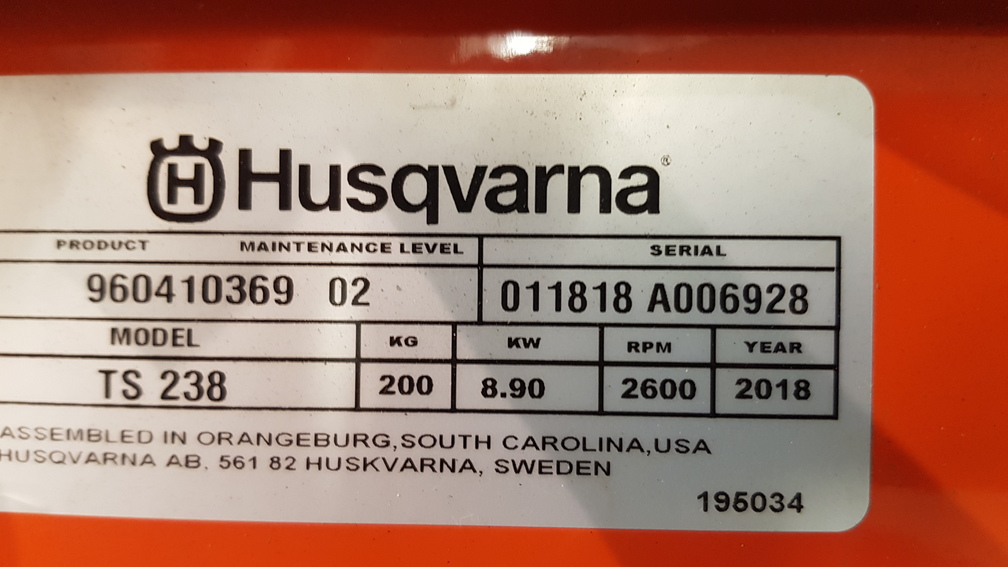 H Husqvarna®
PRODUCT MAINTENANCE LEVEL SERIAL
960410369 02 011818 A006928
MODEL KG KW RPM YEAR
TS 238 200 8.90 2600 2018
ASSEMBLED IN ORANGEBURG,SOUTH CAROLINA,USA
HUSQVARNA AB. 561 82 HUSKVARNA, SWEDEN
195034